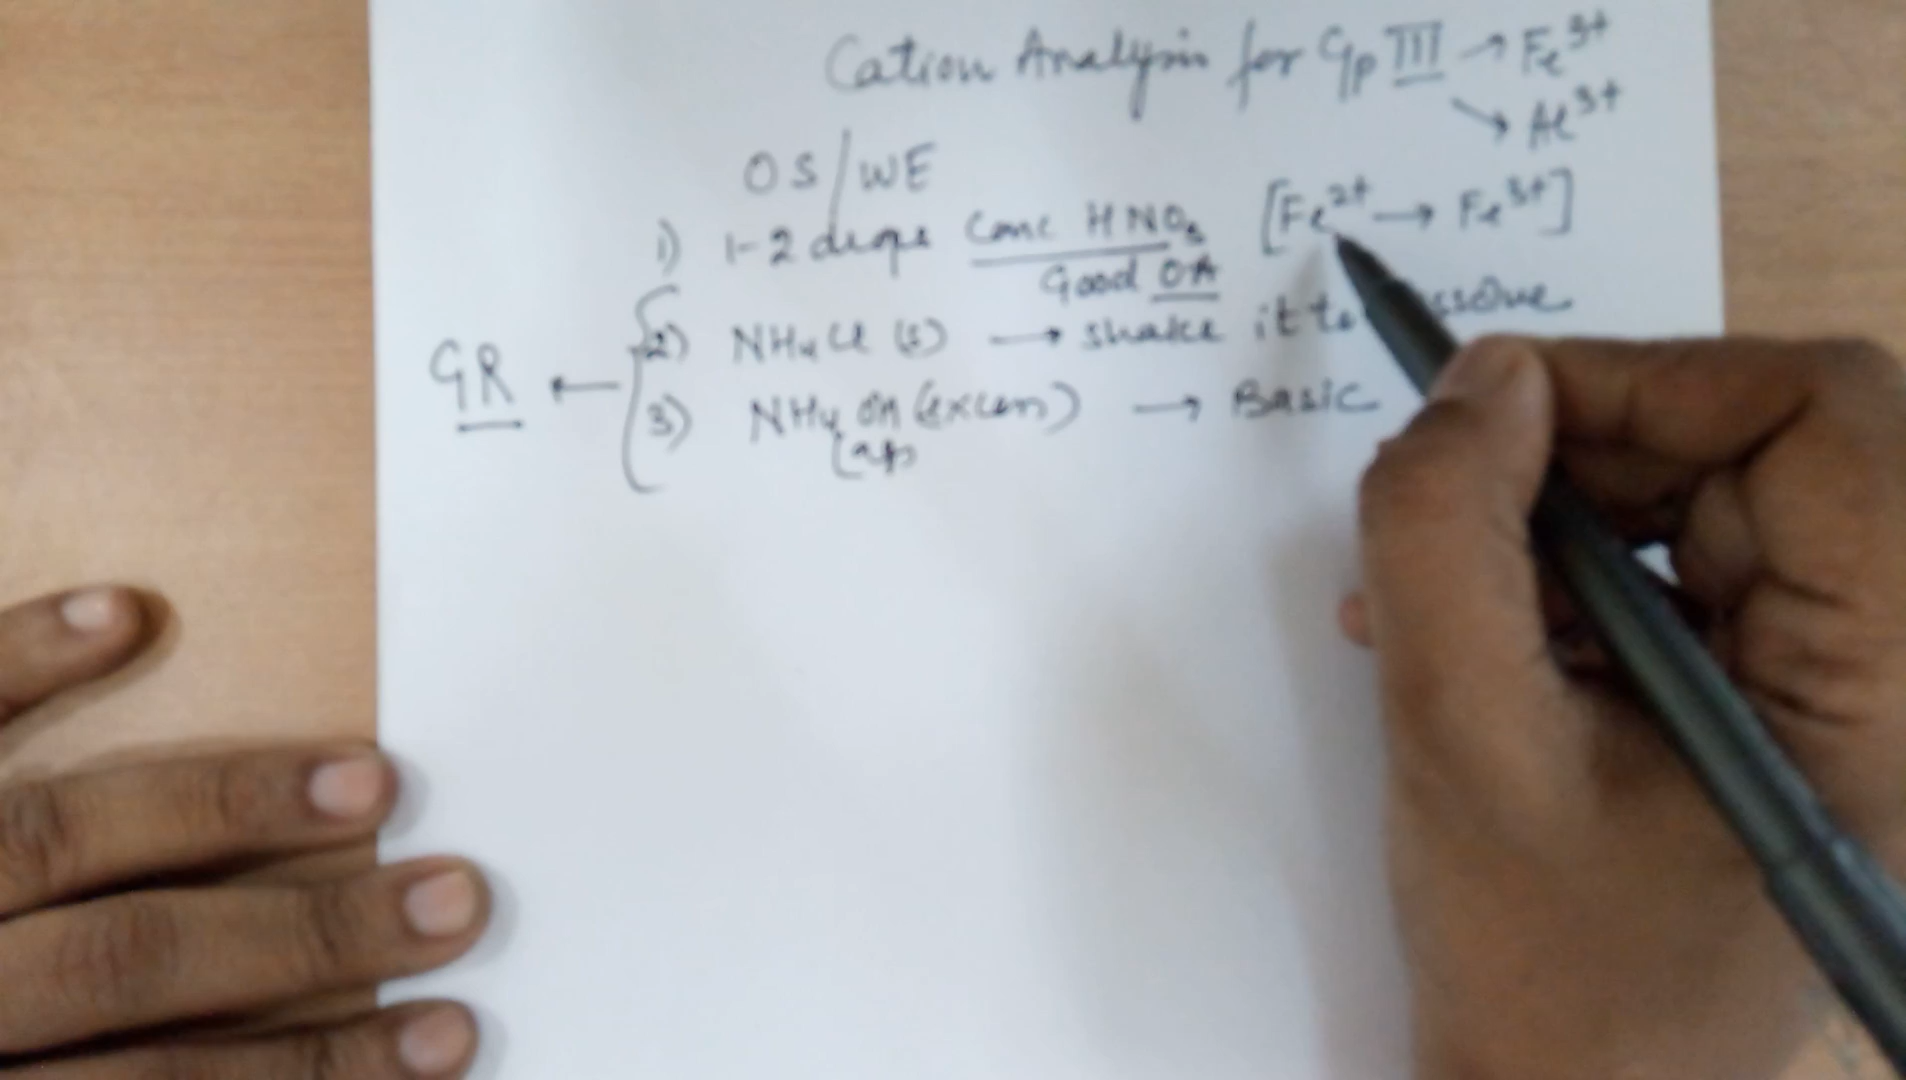 Cation Analysis for Gp III → Fe³⁺
↘ Al³⁺
OS/WE
1) 1-2 drops Conc HNO₃ [Fe²⁺ → Fe³⁺]
Good OA
2) NH₄Cl (s) → shake it to
GR ←
3) NH₄OH (excess) → Basic
(aq)